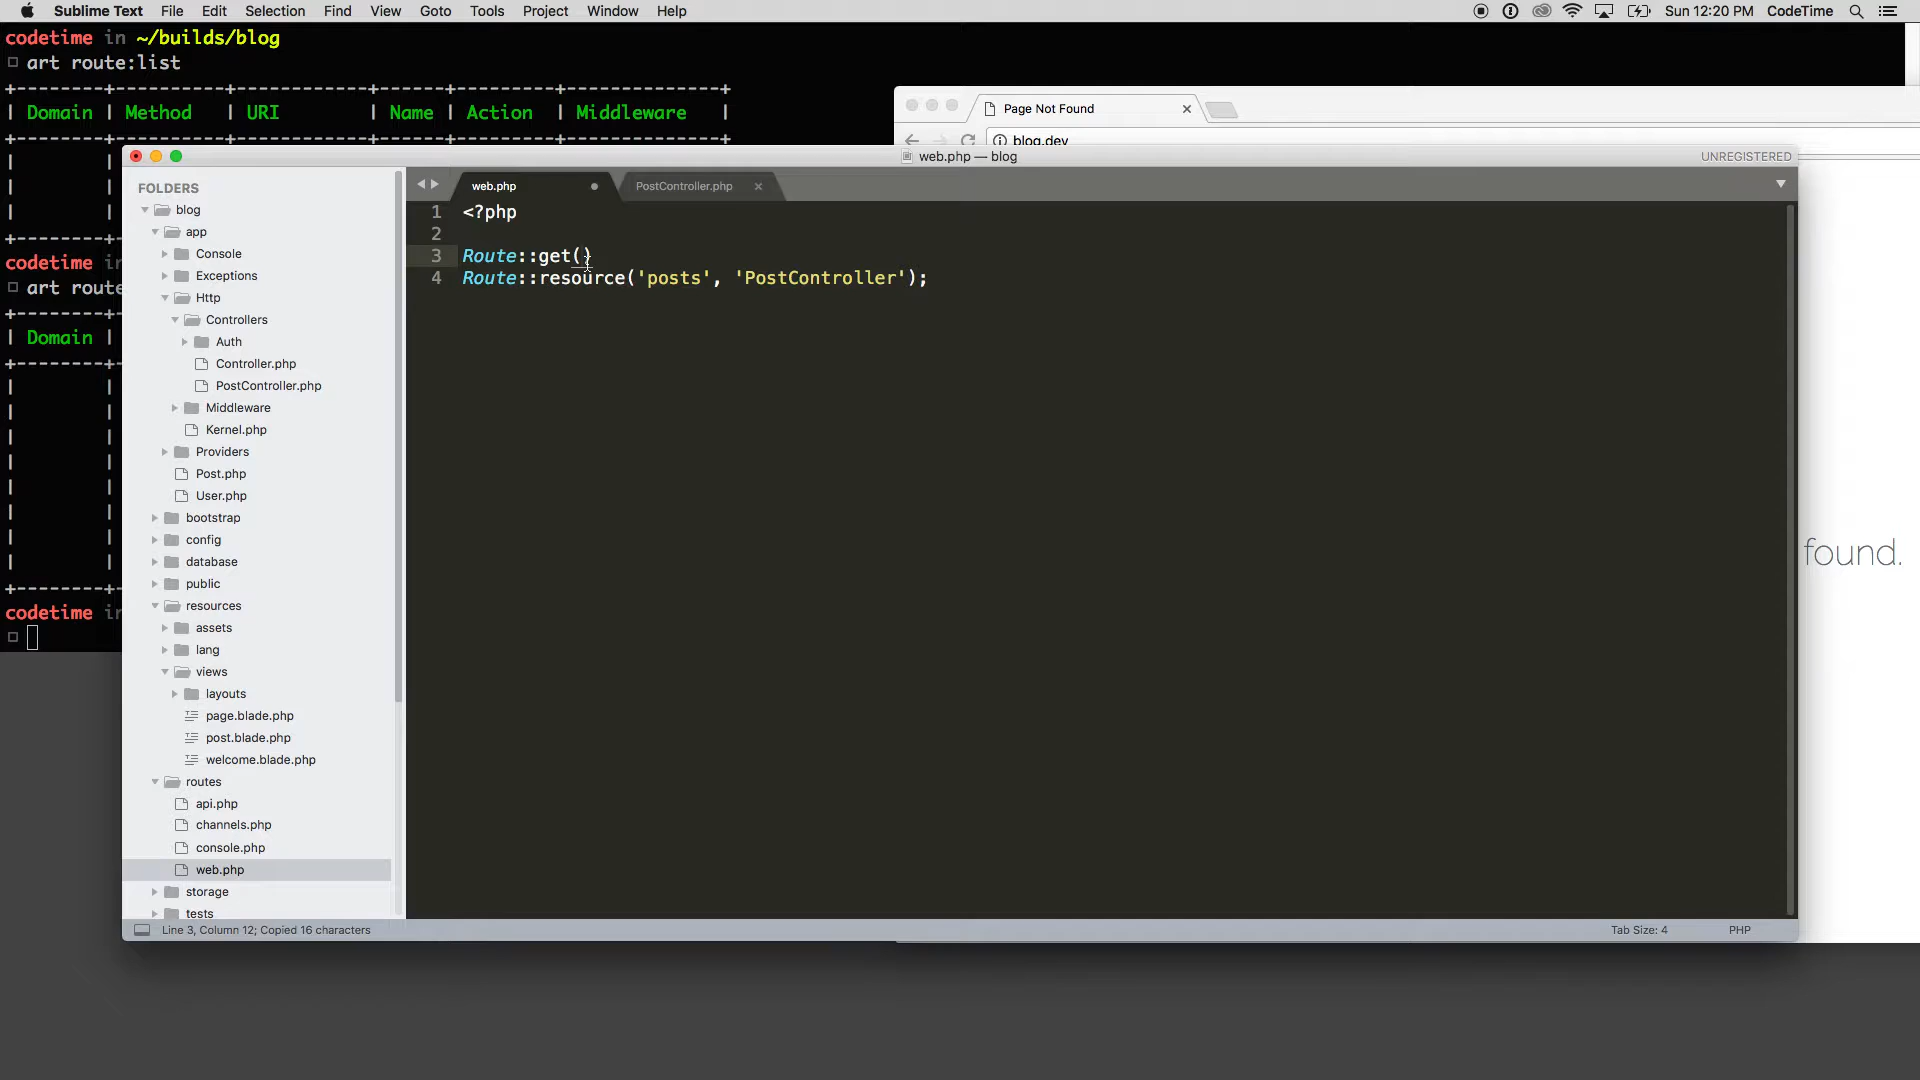 Sublime Text File Edit Selection Find View Goto Tools Project Window Help Sun 12:20 PM CodeTime
codetime in ~/builds/blog
art route:list
+---------+-----------+------------+------+---------+--------------+
| Domain | Method | URI | Name | Action | Middleware |
codetime in
art route
| Domain |
codetime in
Page Not Found
blog.dev
found.
web.php — blog
UNREGISTERED
FOLDERS
blog
app
Console
Exceptions
Http
Controllers
Auth
Controller.php
PostController.php
Middleware
Kernel.php
Providers
Post.php
User.php
bootstrap
config
database
public
resources
assets
lang
views
layouts
page.blade.php
post.blade.php
welcome.blade.php
routes
api.php
channels.php
console.php
web.php
storage
tests
web.php PostController.php
1 <?php
2
3 Route::get()
4 Route::resource('posts', 'PostController');
Line 3, Column 12; Copied 16 characters
Tab Size: 4 PHP